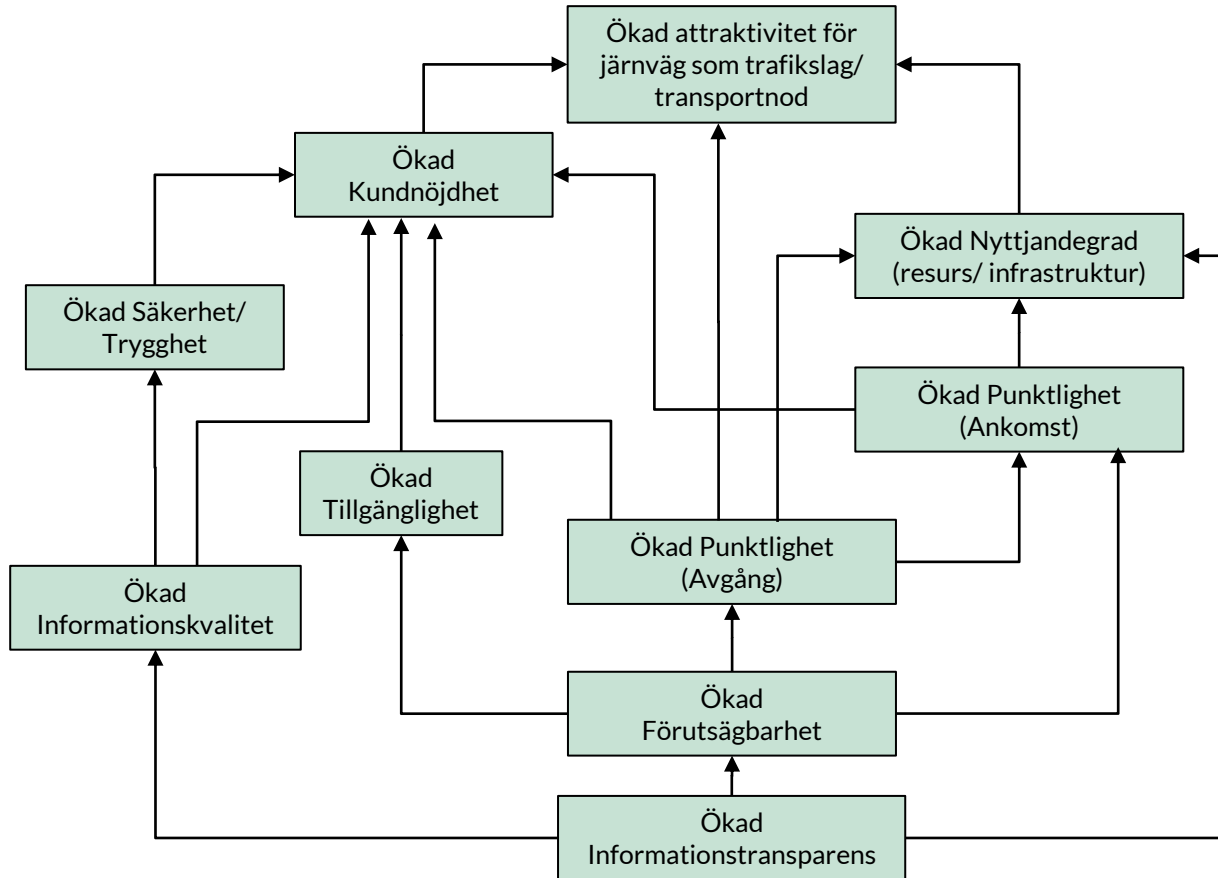 Ökad attraktivitet för
järnväg som trafikslag/
transportnod
Ökad
Kundnöjdhet
Ökad Nyttjandegrad
(resurs/ infrastruktur)
Ökad Säkerhet/
Trygghet
Ökad Punktlighet
(Ankomst)
Ökad
Tillgänglighet
Ökad Punktlighet
(Avgång)
Ökad
Informationskvalitet
Ökad
Förutsägbarhet
Ökad
Informationstransparens